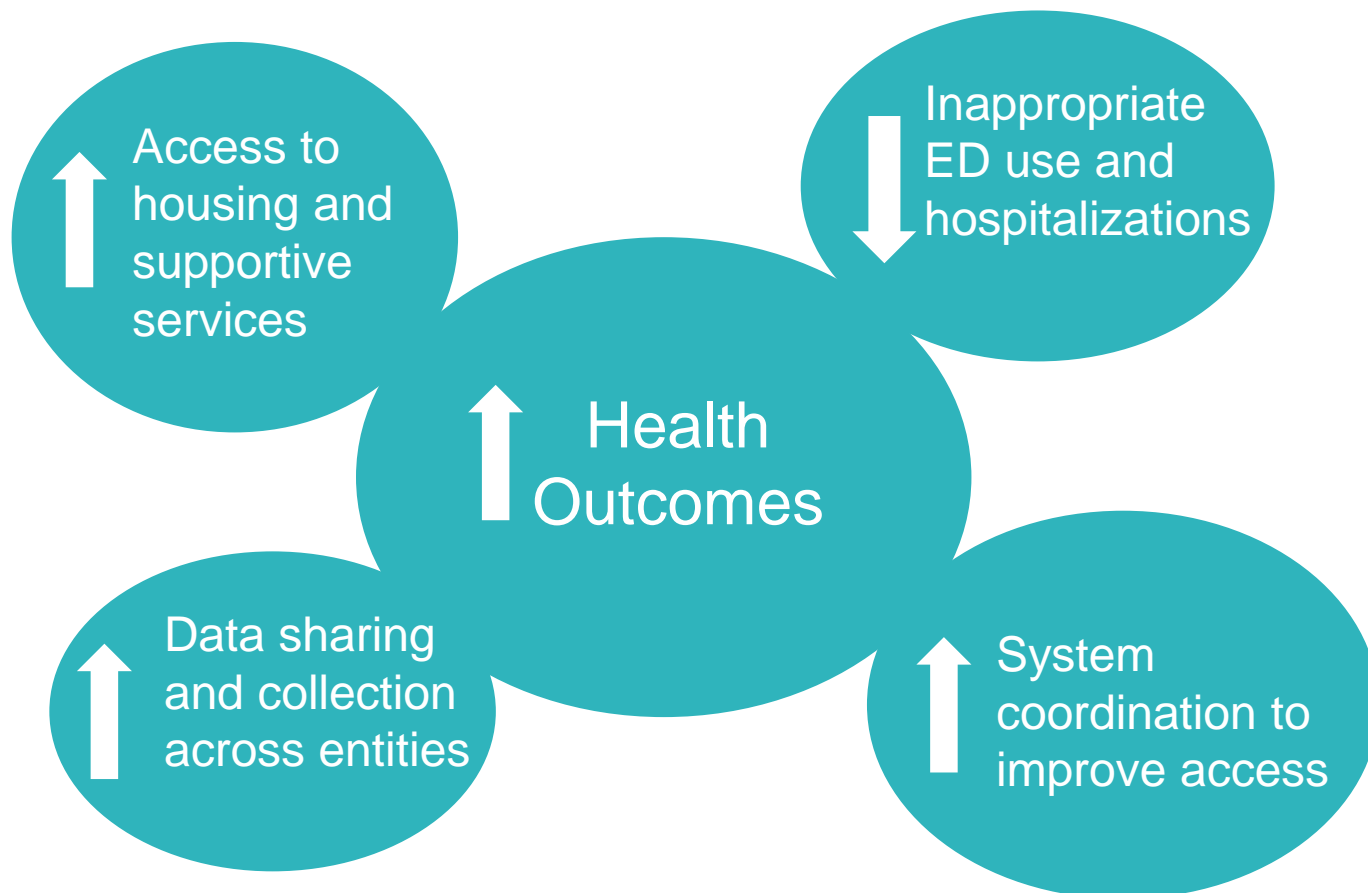 Access to
housing and
supportive
services
Inappropriate
ED use and
hospitalizations
Health
Outcomes
Data sharing
and collection
across entities
System
coordination to
improve access